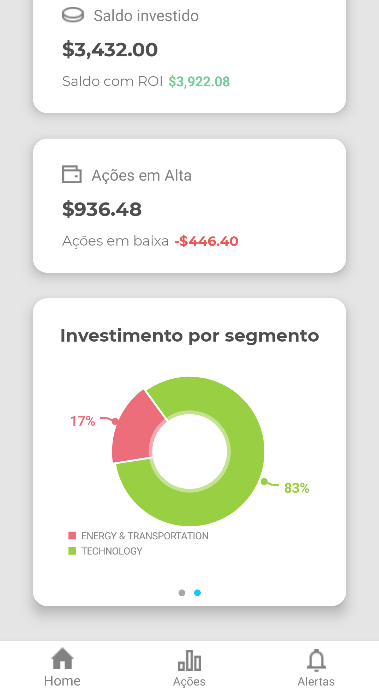 Saldo investido
$3,432.00
Saldo com ROI $3,922.08
Ações em Alta
$936.48
Ações em baixa -$446.40
Investimento por segmento
17%
83%
ENERGY & TRANSPORTATION
TECHNOLOGY
Home Ações Alertas